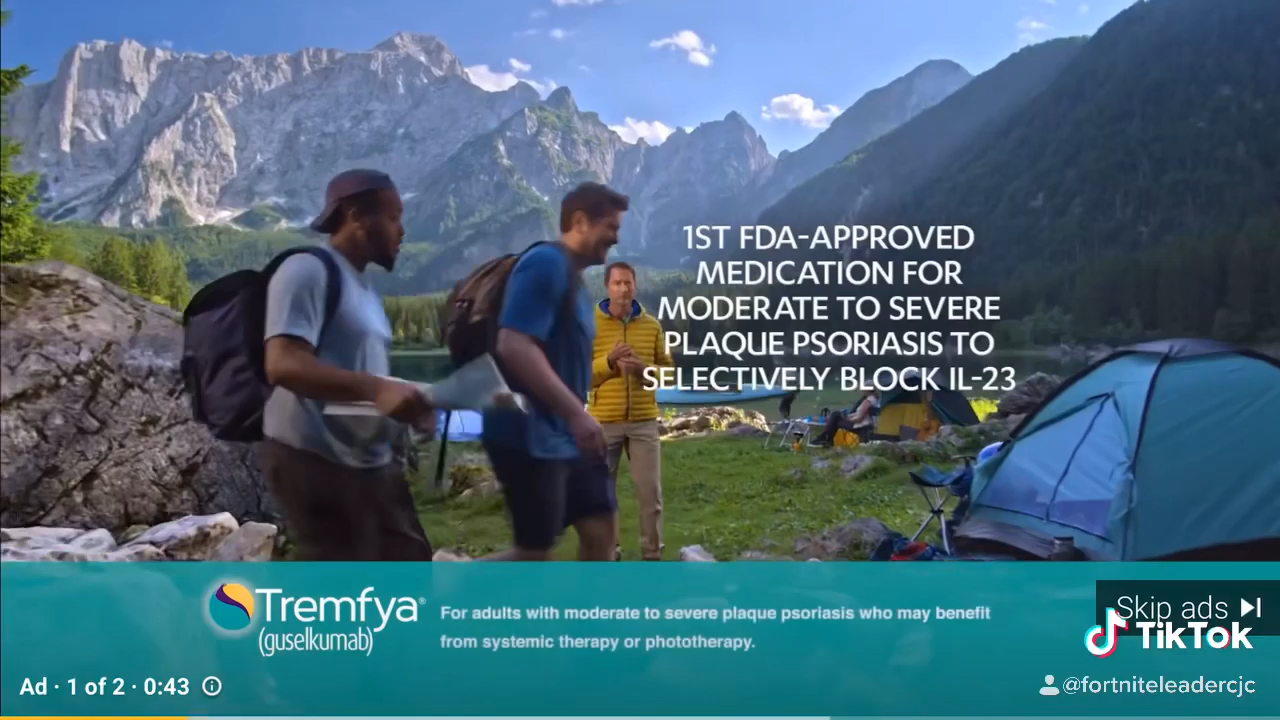 1ST FDA-APPROVED
MEDICATION FOR
MODERATE TO SEVERE
PLAQUE PSORIASIS TO
SELECTIVELY BLOCK IL-23
Tremfya®
(guselkumab)
For adults with moderate to severe plaque psoriasis who may benefit
from systemic therapy or phototherapy.
Skip ads
TikTok
Ad · 1 of 2 · 0:43
@fortniteleadercjc